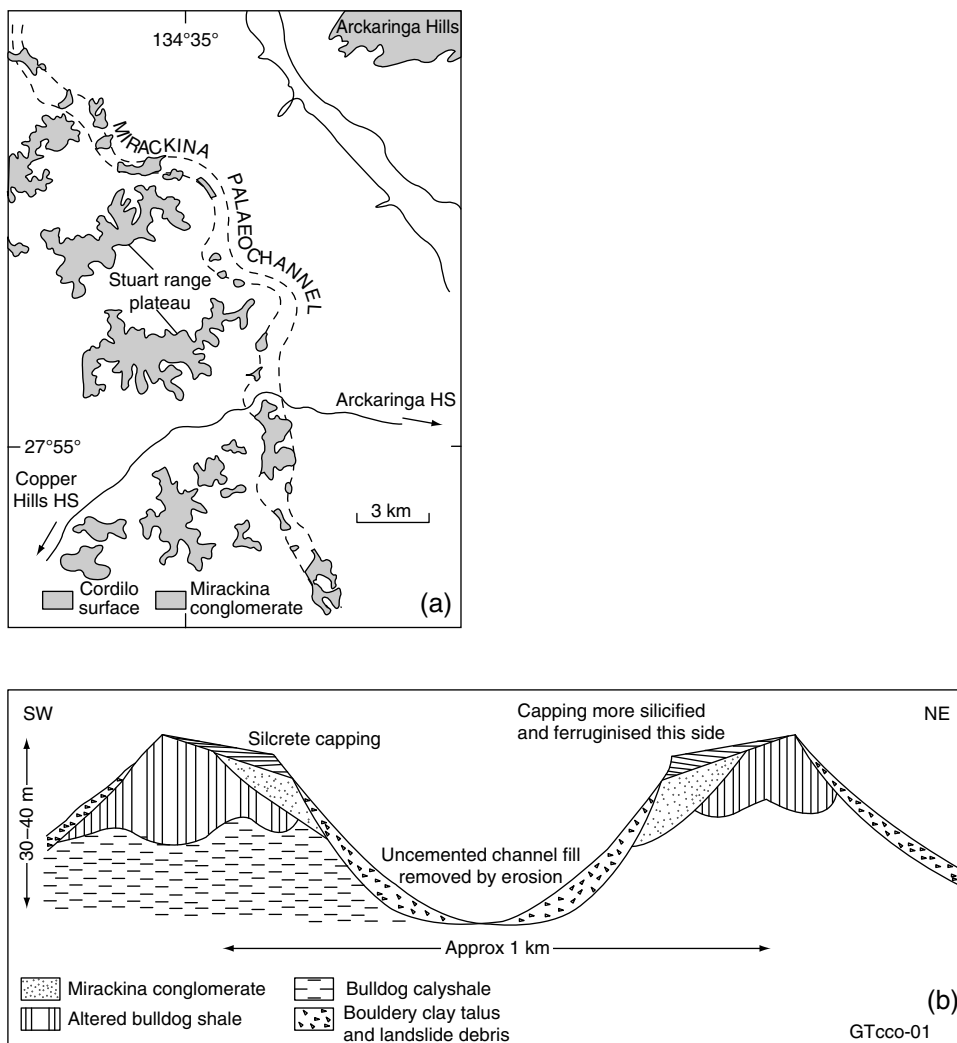 Arckaringa Hills
134°35°
MIRACKINA
PALAEOCHANNEL
Stuart range
plateau
Arckaringa HS
27°55°
Copper
Hills HS
3 km
Cordilo
surface
Mirackina
conglomerate
(a)
SW
NE
Silcrete capping
Capping more silicified
and ferruginised this side
30–40 m
Uncemented channel fill
removed by erosion
Approx 1 km
Mirackina conglomerate
Bulldog calyshale
Altered bulldog shale
Bouldery clay talus
and landslide debris
(b)
GTcco-01